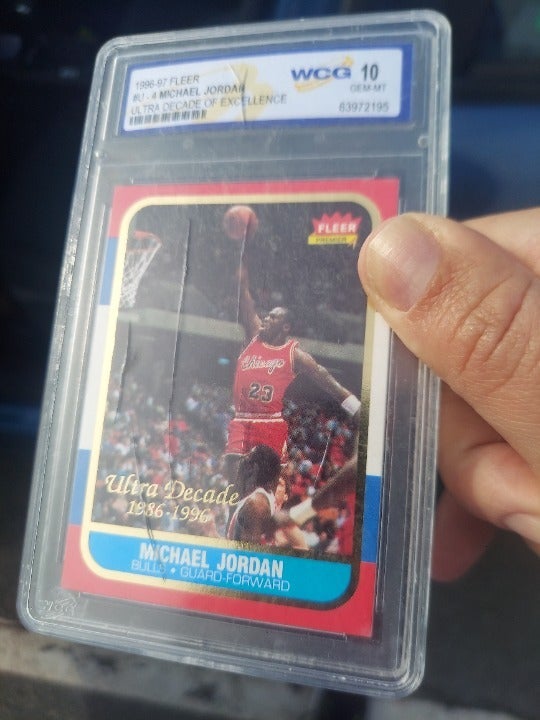 1996-97 FLEER
#U-4 MICHAEL JORDAN
ULTRA DECADE OF EXCELLENCE
WCG 10
GEM-MT
63972195
FLEER
PREMIER
Chicago
23
Ultra Decade
1986-1996
MICHAEL JORDAN
BULLS • GUARD-FORWARD